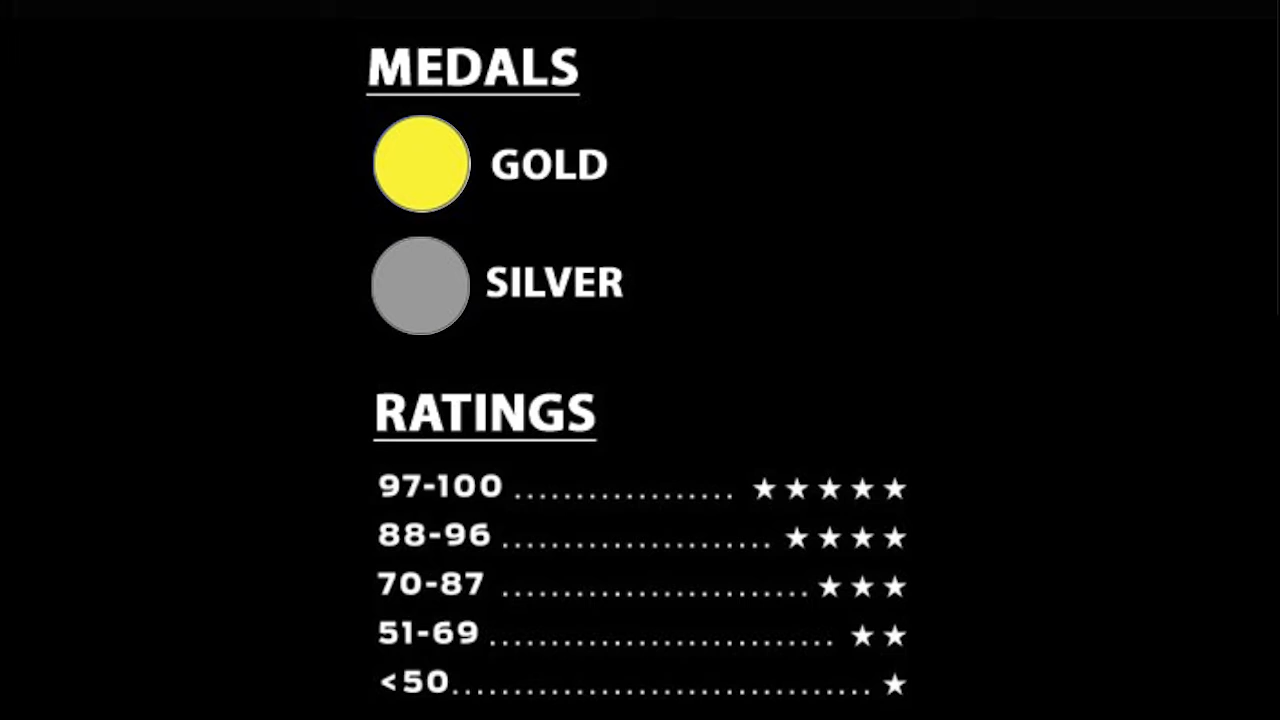 MEDALS
GOLD
SILVER
RATINGS
97-100 .................. ★ ★ ★ ★ ★
88-96 ...................... ★ ★ ★ ★
70-87 ......................... ★ ★ ★
51-69 ............................ ★ ★
<50.................................. ★